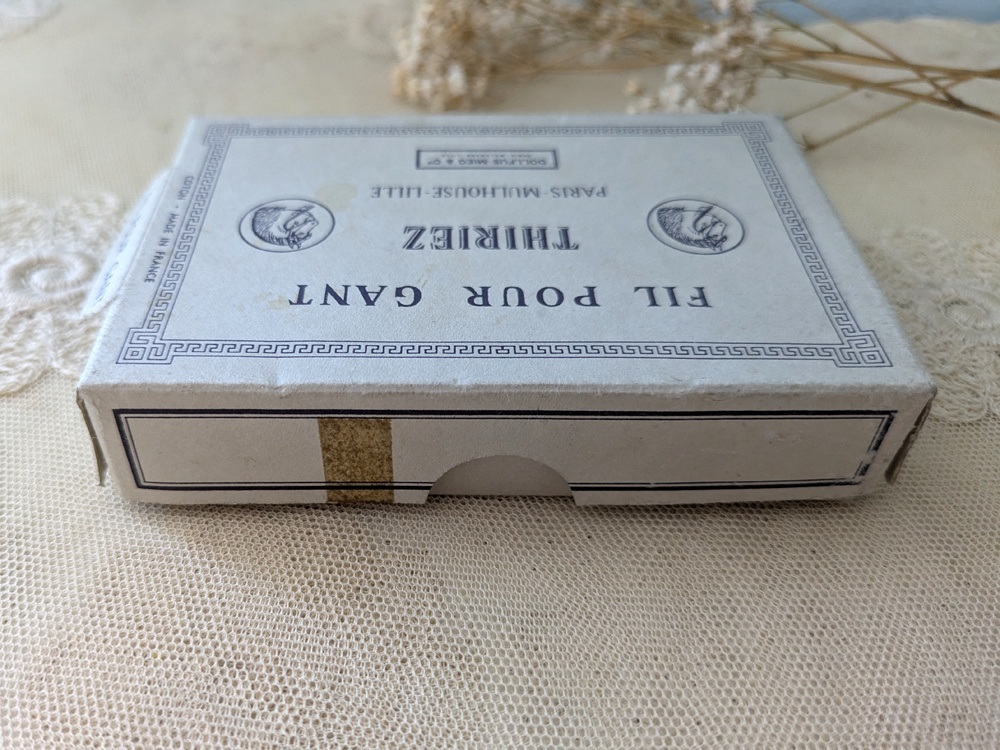 FIL POUR GANT
THIRIEZ
PARIS-MULHOUSE-LILLE
DOLLFUS-MIEG & Cie
COTON - MADE IN FRANCE